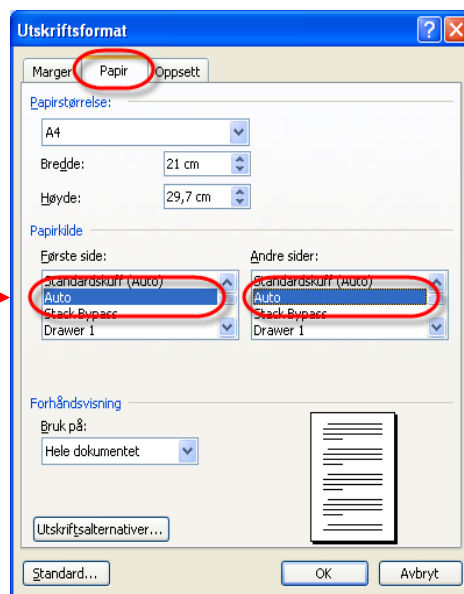 Utskriftsformat
Marger Papir Oppsett
Papirstørrelse:
A4
Bredde: 21 cm
Høyde: 29,7 cm
Papirkilde
Første side: Andre sider:
Standardskuff (Auto) Standardskuff (Auto)
Auto Auto
Stack Bypass Stack Bypass
Drawer 1 Drawer 1
Forhåndsvisning
Bruk på:
Hele dokumentet
Utskriftsalternativer...
Standard... OK Avbryt